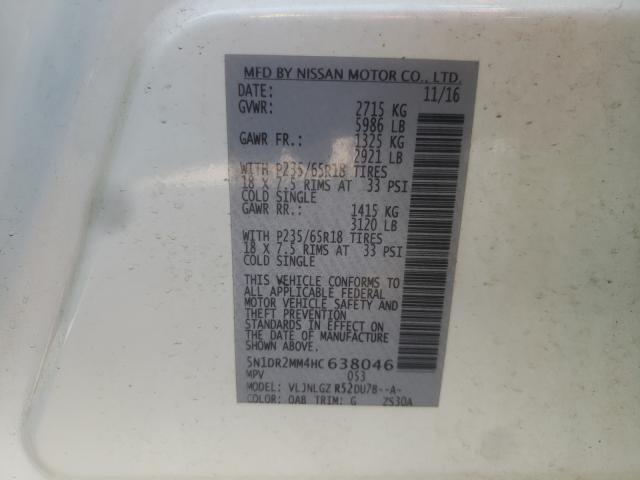 MFD BY NISSAN MOTOR CO., LTD.
DATE: 11/16
GVWR: 2715 KG
5986 LB
GAWR FR.: 1325 KG
2921 LB
WITH P235/65R18 TIRES
18 X 7.5 RIMS AT 33 PSI
COLD SINGLE
GAWR RR.: 1415 KG
3120 LB
WITH P235/65R18 TIRES
18 X 7.5 RIMS AT 33 PSI
COLD SINGLE
THIS VEHICLE CONFORMS TO
ALL APPLICABLE FEDERAL
MOTOR VEHICLE SAFETY AND
THEFT PREVENTION
STANDARDS IN EFFECT ON
THE DATE OF MANUFACTURE
SHOWN ABOVE.
5N1DR2MM4HC638046
MPV 053
MODEL: VLJNLGZ R52DU7B--A-
COLOR: QAB TRIM: G ZS30A